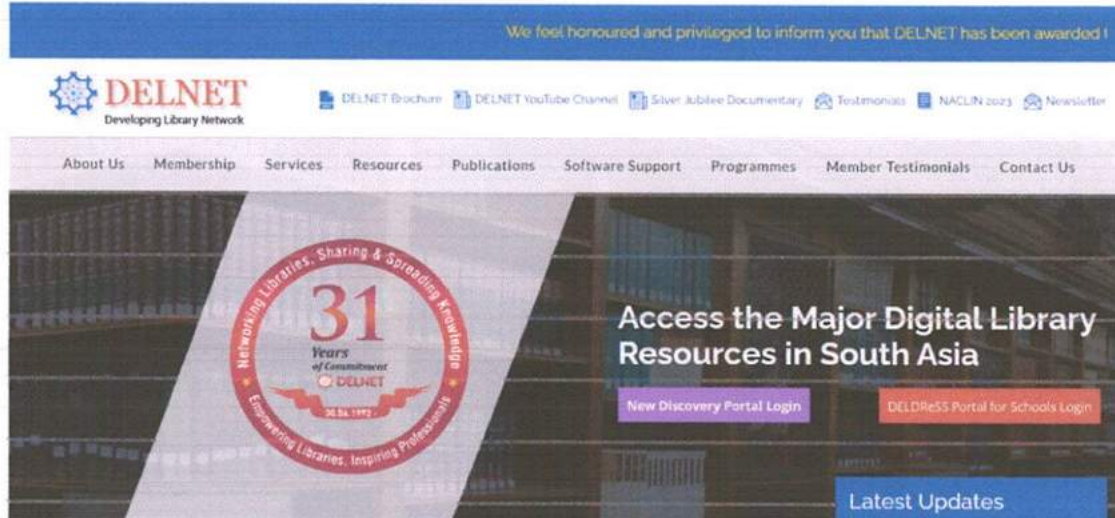 We feel honoured and privileged to inform you that DELNET has been awarded
DELNET
Developing Library Network
DELNET Brochure DELNET YouTube Channel Silver Jubilee Documentary Testimonials NACLIN 2023 Newsletter
About Us Membership Services Resources Publications Software Support Programmes Member Testimonials Contact Us
Networking Libraries, Sharing & Spreading Knowledge
31
Years
of Commitment
DELNET
30.06.1992
Empowering Libraries, Inspiring Professionals
Access the Major Digital Library
Resources in South Asia
New Discovery Portal Login DELDReSS Portal for Schools Login
Latest Updates